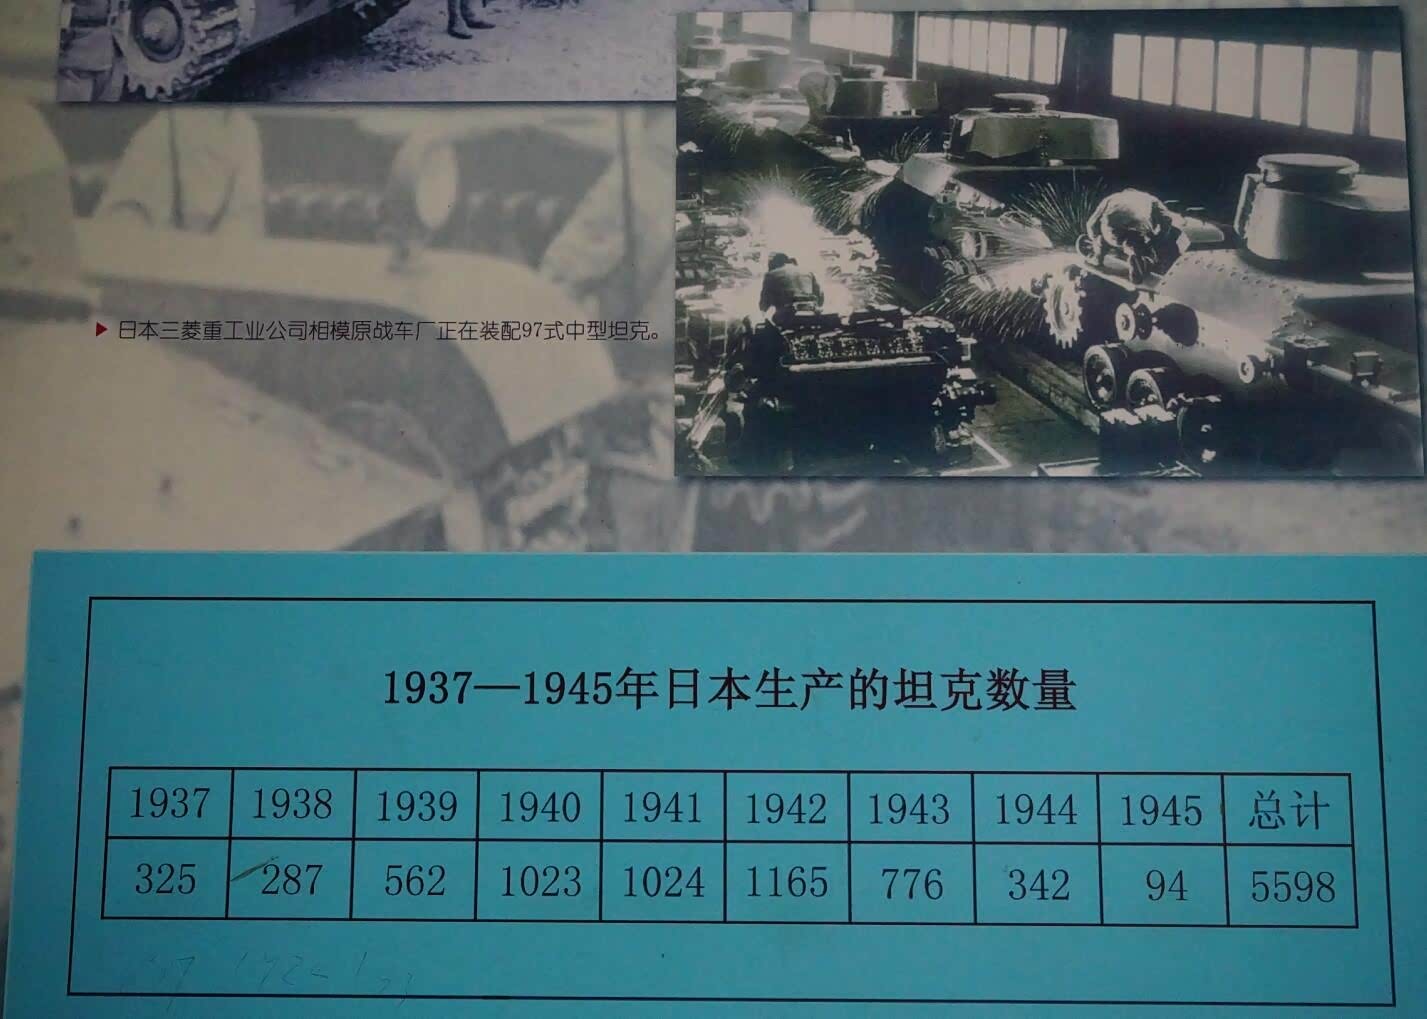 日本三菱重工业公司相模原战车厂正在装配97式中型坦克。
1937—1945年日本生产的坦克数量
1937 1938 1939 1940 1941 1942 1943 1944 1945 总计
325 287 562 1023 1024 1165 776 342 94 5598